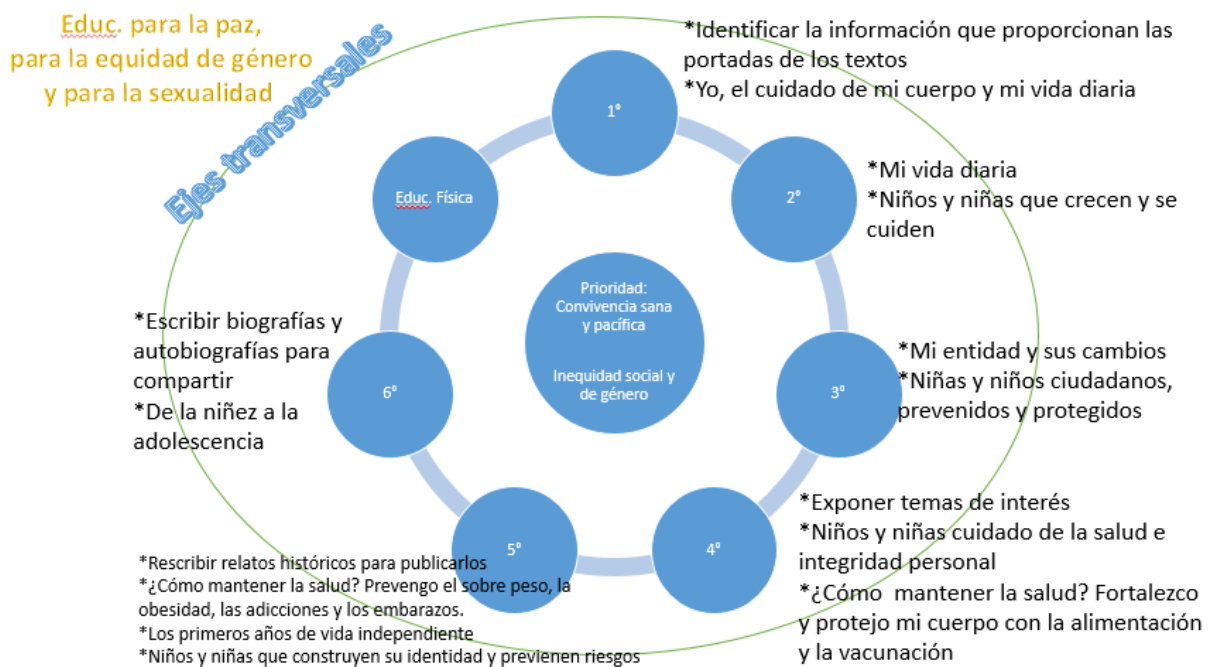 Educ. para la paz,
para la equidad de género
y para la sexualidad
Ejes transversales
1°
*Identificar la información que proporcionan las
portadas de los textos
*Yo, el cuidado de mi cuerpo y mi vida diaria
2°
*Mi vida diaria
*Niños y niñas que crecen y se
cuiden
3°
*Mi entidad y sus cambios
*Niñas y niños ciudadanos,
prevenidos y protegidos
4°
*Exponer temas de interés
*Niños y niñas cuidado de la salud e
integridad personal
*¿Cómo  mantener la salud? Fortalezco
y protejo mi cuerpo con la alimentación
y la vacunación
5°
*Rescribir relatos históricos para publicarlos
*¿Cómo mantener la salud? Prevengo el sobre peso, la
obesidad, las adicciones y los embarazos.
*Los primeros años de vida independiente
*Niños y niñas que construyen su identidad y previenen riesgos
6°
*Escribir biografías y
autobiografías para
compartir
*De la niñez a la
adolescencia
Educ. Física
Prioridad:
Convivencia sana
y pacífica
Inequidad social y
de género